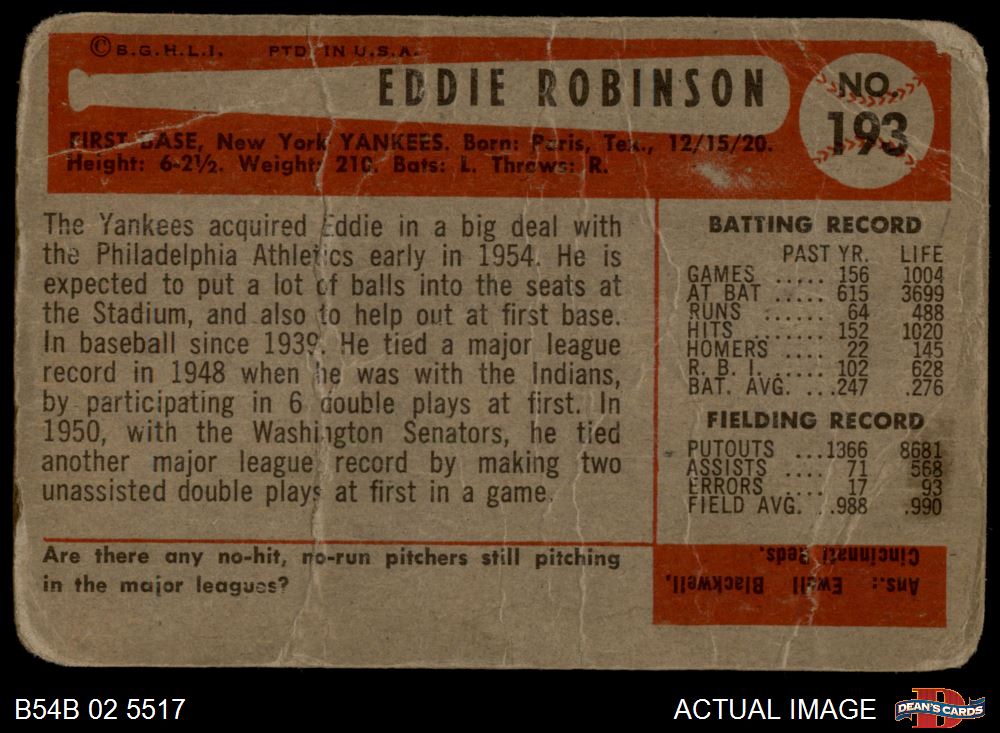 © B.G.H.L.I. PTD. IN U.S.A.
EDDIE ROBINSON
NO.
193
FIRST BASE, New York YANKEES. Born: Paris, Tex., 12/15/20.
Height: 6-2½. Weight: 210. Bats: L. Throws: R.
The Yankees acquired Eddie in a big deal with
the Philadelphia Athletics early in 1954. He is
expected to put a lot of balls into the seats at
the Stadium, and also to help out at first base.
In baseball since 1939. He tied a major league
record in 1948 when he was with the Indians,
by participating in 6 double plays at first. In
1950, with the Washington Senators, he tied
another major league record by making two
unassisted double plays at first in a game.
Are there any no-hit, no-run pitchers still pitching
in the major leagues?
BATTING RECORD
PAST YR. LIFE
GAMES ..... 156 1004
AT BAT ..... 615 3699
RUNS ...... 64 488
HITS ...... 152 1020
HOMERS .... 22 145
R. B. I. ..... 102 628
BAT. AVG. ...247 .276
FIELDING RECORD
PUTOUTS ...1366 8681
ASSISTS .... 71 568
ERRORS .... 17 93
FIELD AVG. ..988 .990
Ans.: Ewell Blackwell,
Cincinnati Reds.
B54B 02 5517
ACTUAL IMAGE
D
DEAN'S CARDS